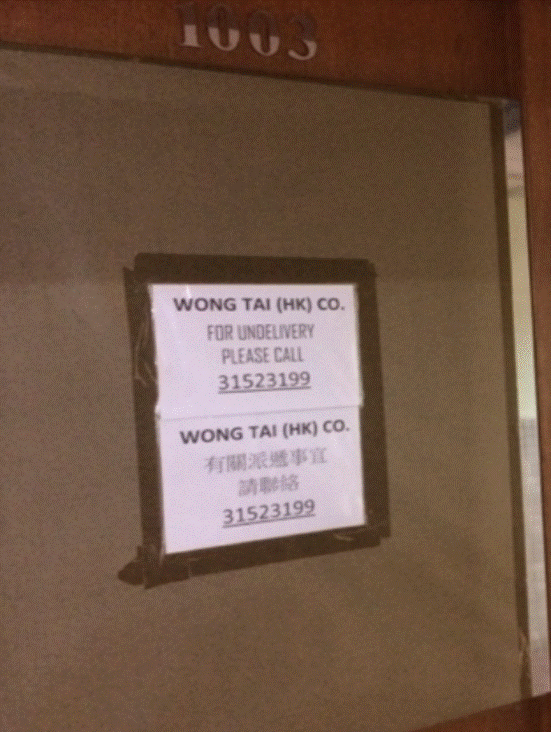 1003
WONG TAI (HK) CO.
FOR UNDELIVERY
PLEASE CALL
31523199
WONG TAI (HK) CO.
有關派遞事宜
請聯絡
31523199